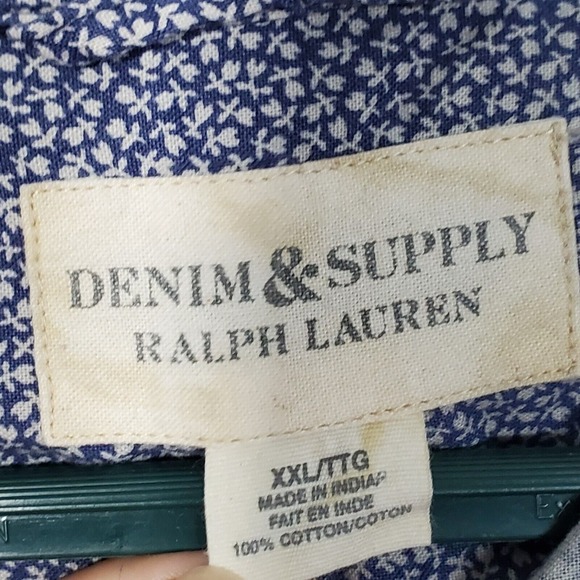 DENIM & SUPPLY
RALPH LAUREN
XXL/TTG
MADE IN INDIA
FAIT EN INDE
100% COTTON/COTON